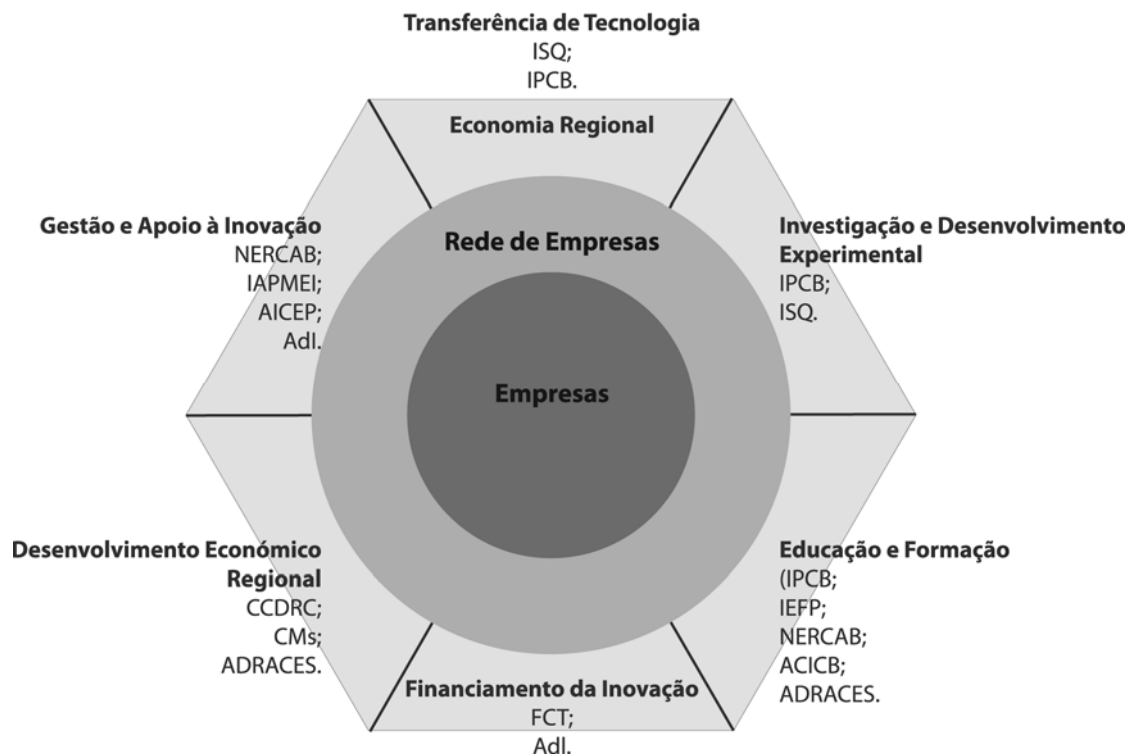 Transferência de Tecnologia
ISQ;
IPCB.
Economia Regional
Gestão e Apoio à Inovação
NERCAB;
IAPMEI;
AICEP;
AdI.
Rede de Empresas
Investigação e Desenvolvimento
Experimental
IPCB;
ISQ.
Empresas
Desenvolvimento Económico
Regional
CCDRC;
CMs;
ADRACES.
Educação e Formação
(IPCB;
IEFP;
NERCAB;
ACICB;
ADRACES.
Financiamento da Inovação
FCT;
AdI.